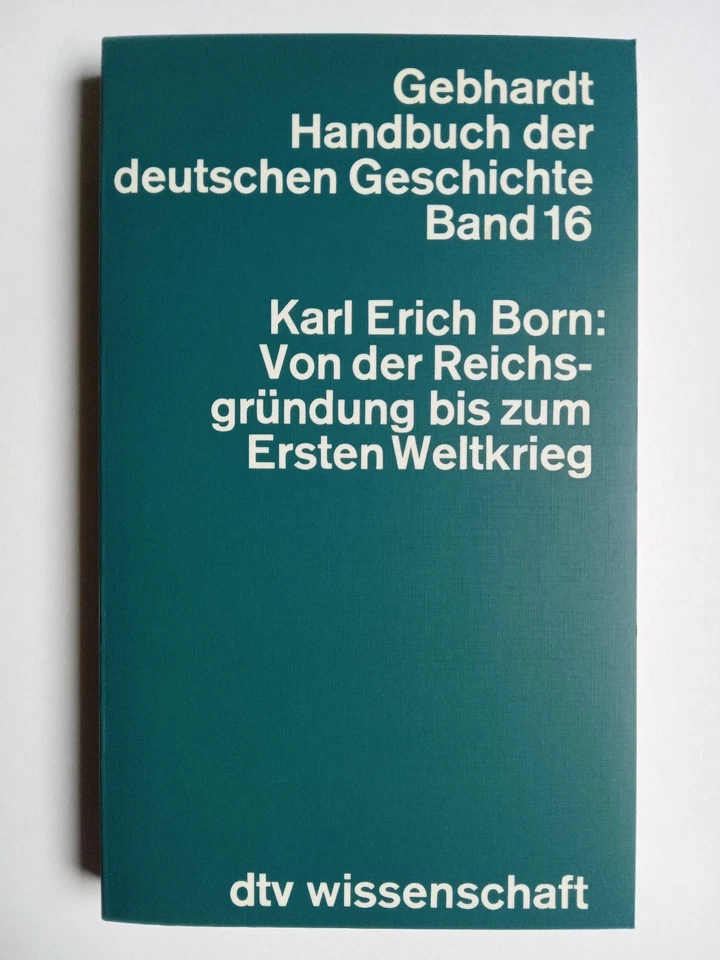 Gebhardt
Handbuch der
deutschen Geschichte
Band 16
Karl Erich Born:
Von der Reichs-
gründung bis zum
Ersten Weltkrieg
dtv wissenschaft